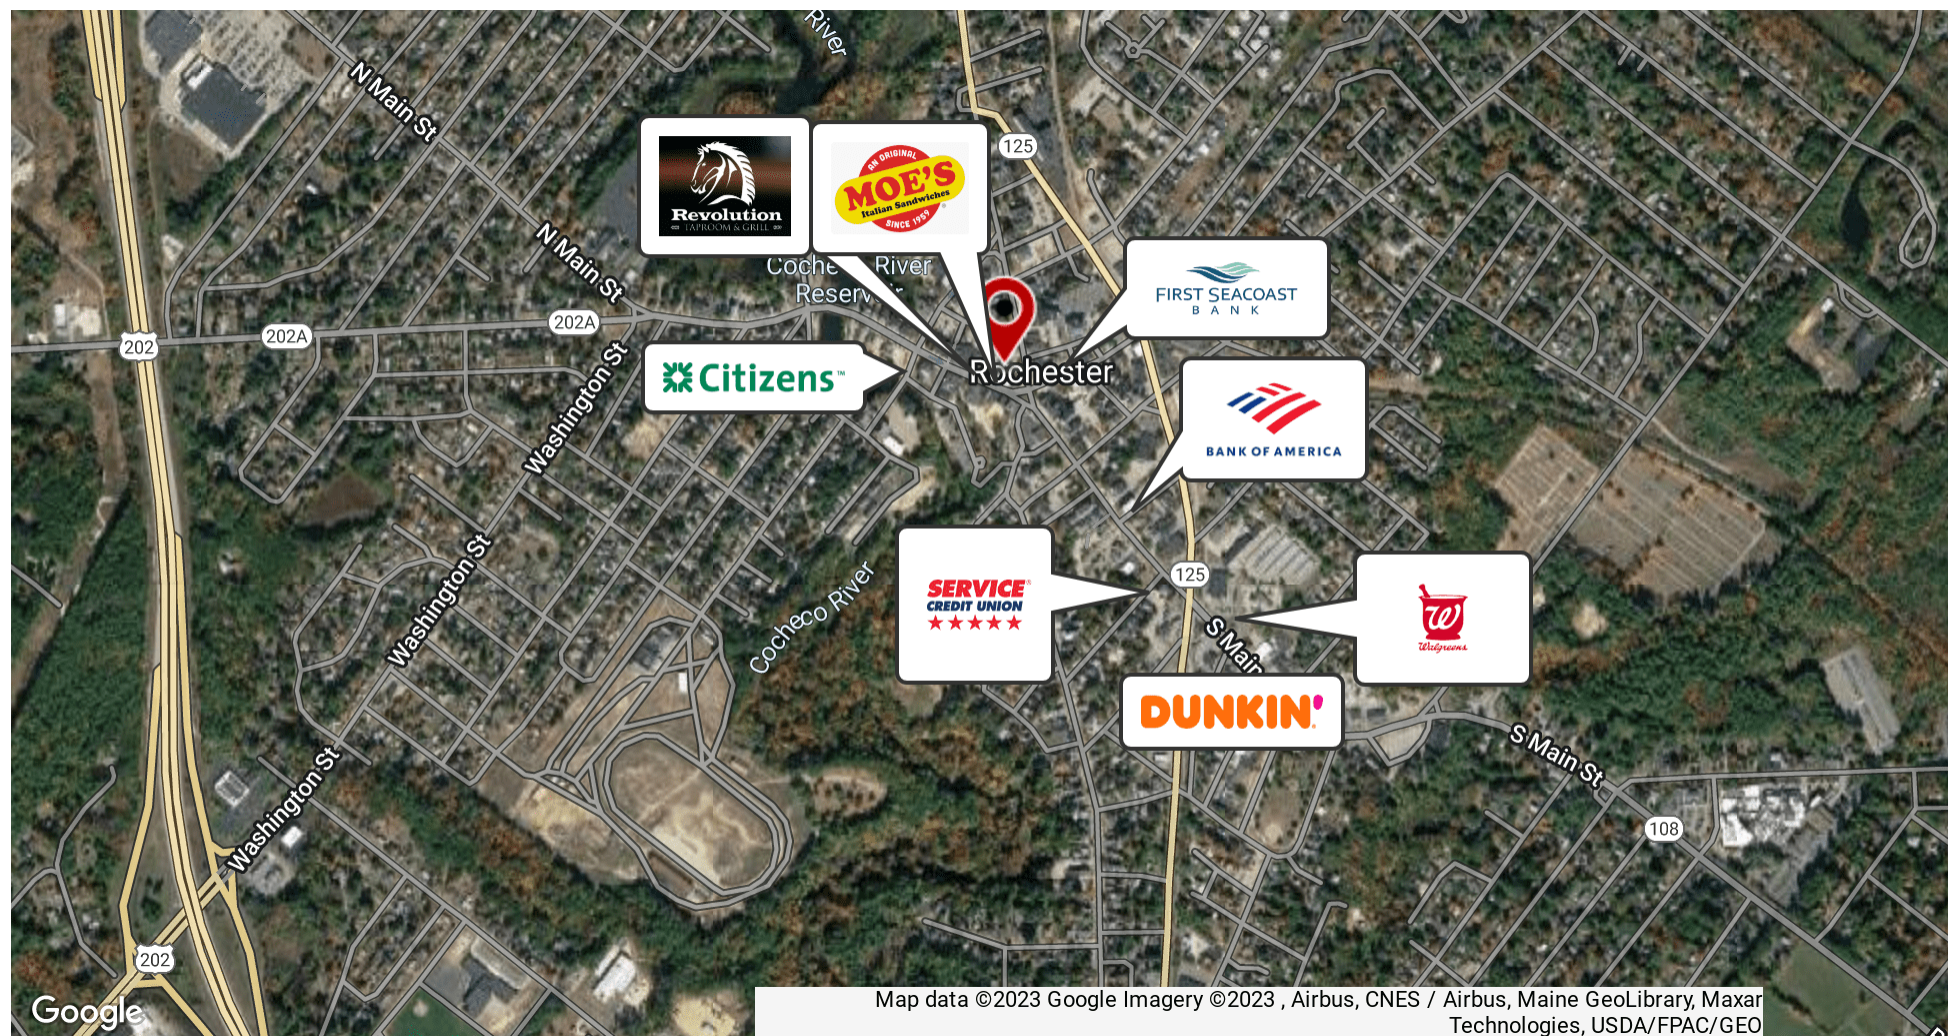 River
N Main St
125
Revolution
TAPROOM & GRILL
AN ORIGINAL
MOE'S
Italian Sandwiches
SINCE 1959
N Main St
River
FIRST SEACOAST
BANK
202A
202A
202
Citizens™
Rochester
Washington St
BANK OF AMERICA
125
SERVICE®
CREDIT UNION
Walgreens
Washington St
Cocheco River
S Main
DUNKIN'
S Main St
Washington St
108
202
Google
Map data ©2023 Google Imagery ©2023 , Airbus, CNES / Airbus, Maine GeoLibrary, Maxar
Technologies, USDA/FPAC/GEO